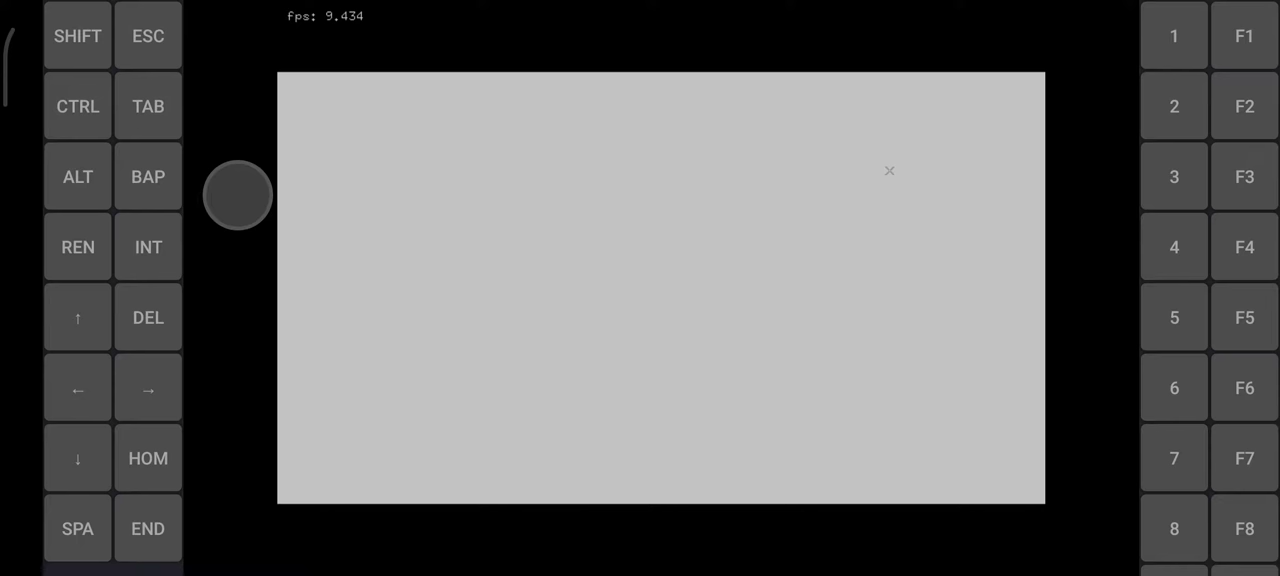 fps: 9.434
SHIFT ESC 1 F1
CTRL TAB 2 F2
ALT BAP 3 F3
REN INT 4 F4
↑ DEL 5 F5
← → 6 F6
↓ HOM 7 F7
SPA END 8 F8